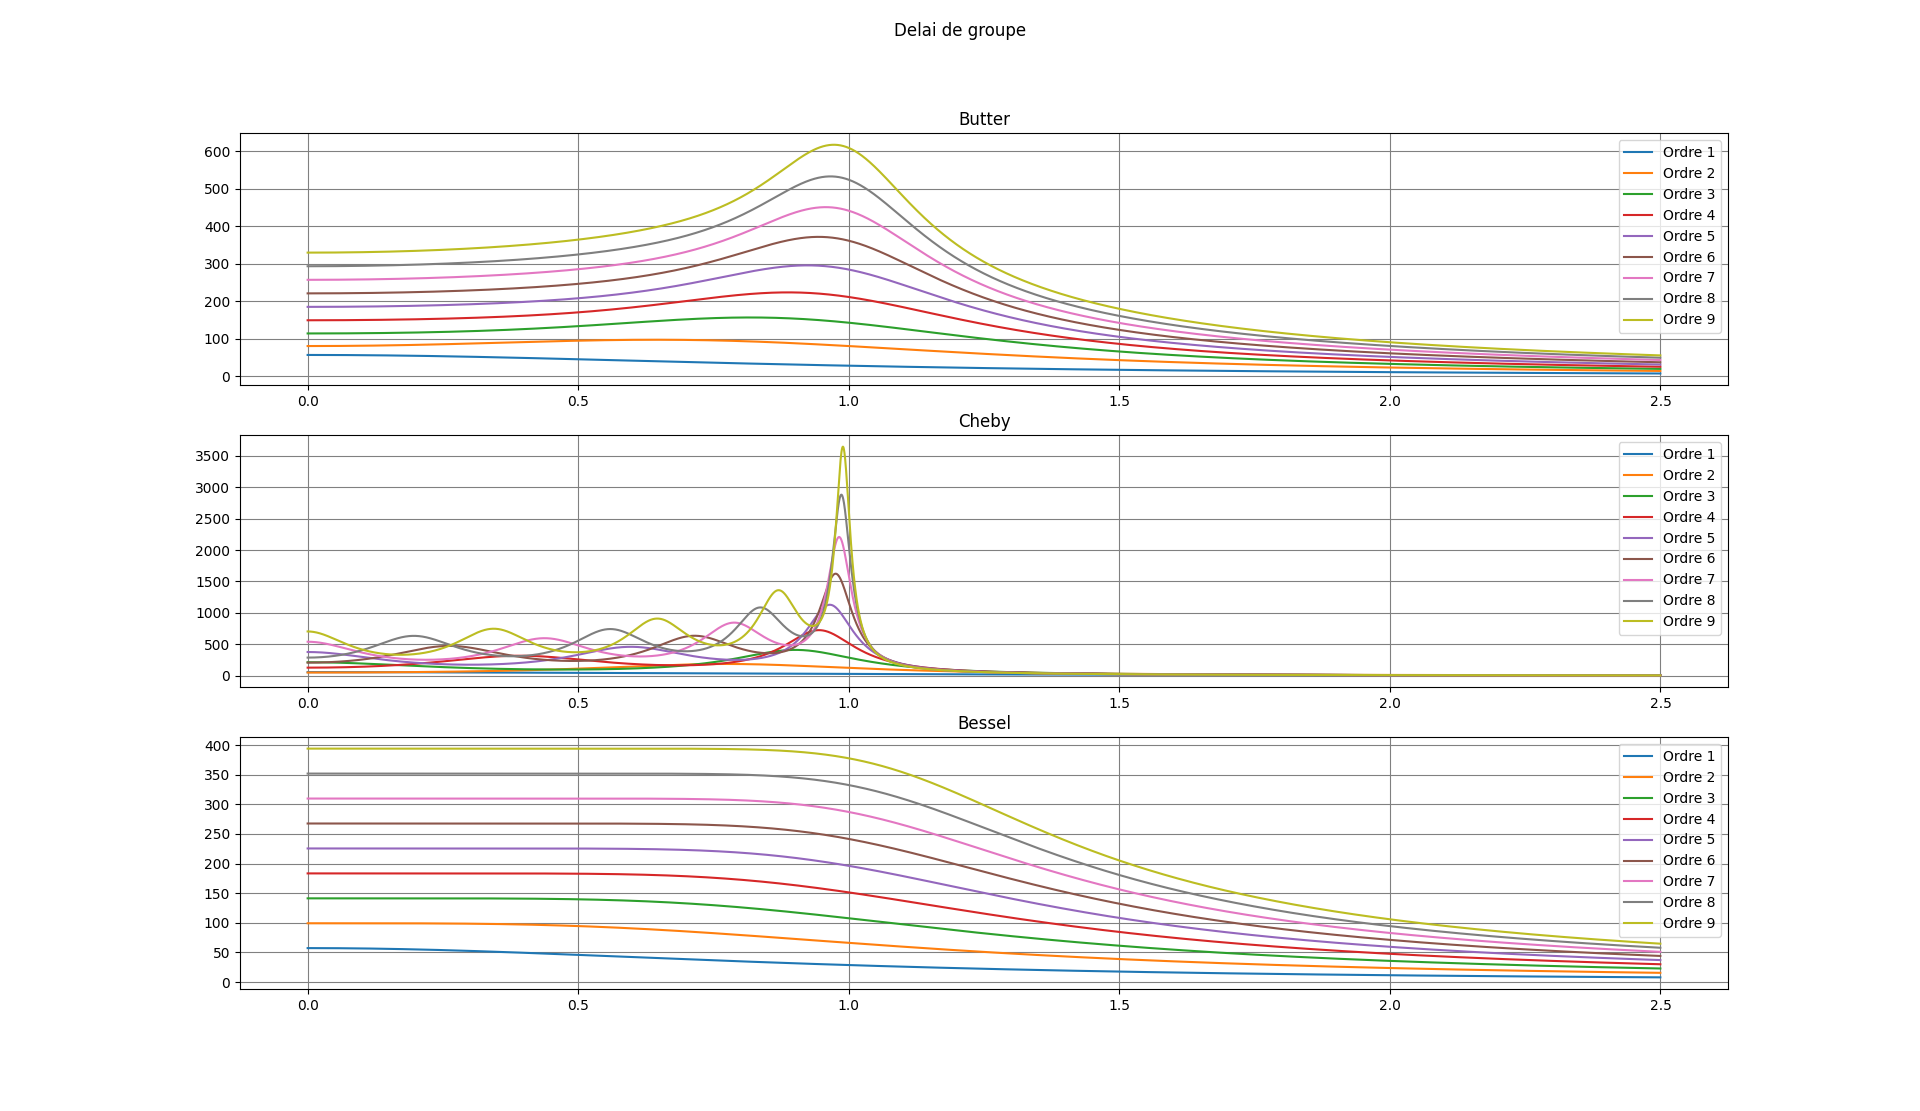 Delai de groupe
Butter
600
500
400
300
200
100
0
0.0 0.5 1.0 1.5 2.0 2.5
Ordre 1
Ordre 2
Ordre 3
Ordre 4
Ordre 5
Ordre 6
Ordre 7
Ordre 8
Ordre 9
Cheby
3500
3000
2500
2000
1500
1000
500
0
0.0 0.5 1.0 1.5 2.0 2.5
Ordre 1
Ordre 2
Ordre 3
Ordre 4
Ordre 5
Ordre 6
Ordre 7
Ordre 8
Ordre 9
Bessel
400
350
300
250
200
150
100
50
0
0.0 0.5 1.0 1.5 2.0 2.5
Ordre 1
Ordre 2
Ordre 3
Ordre 4
Ordre 5
Ordre 6
Ordre 7
Ordre 8
Ordre 9